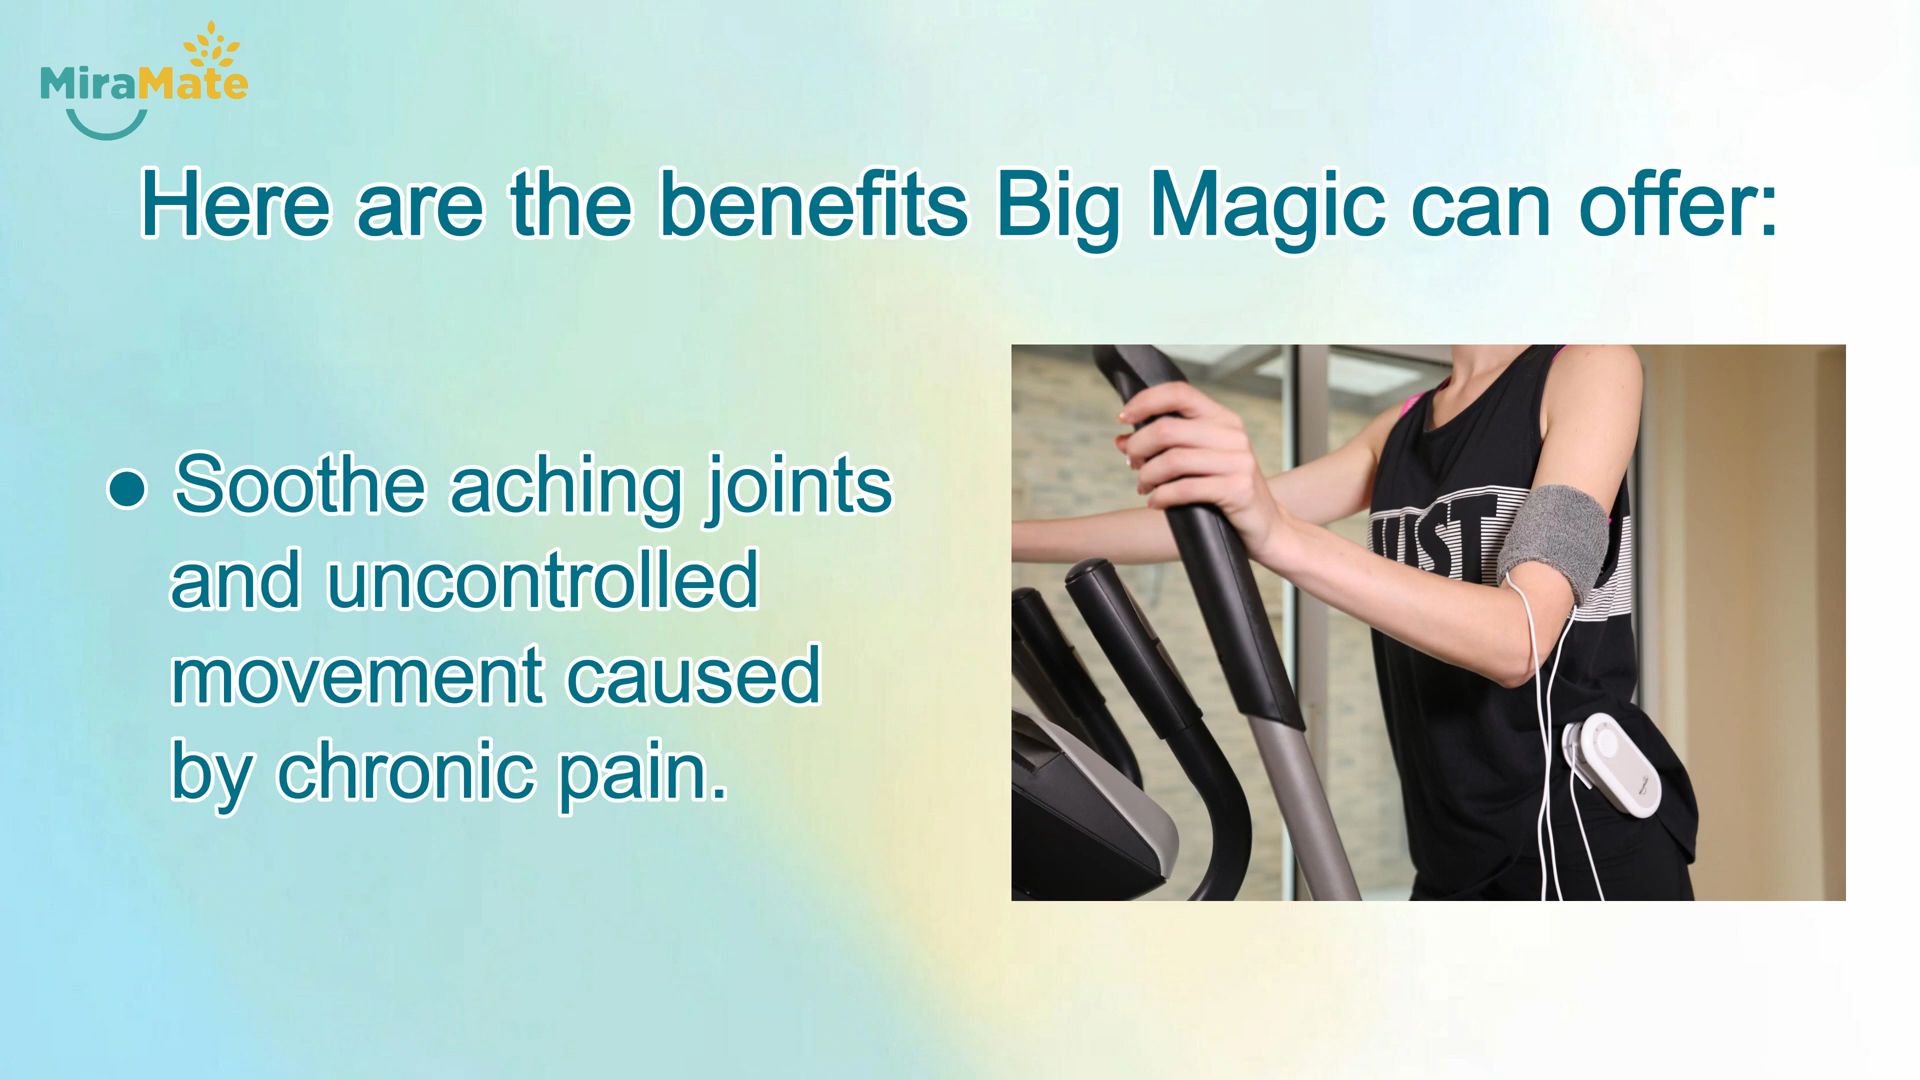 MiraMate
Here are the benefits Big Magic can offer:
● Soothe aching joints
and uncontrolled
movement caused
by chronic pain.